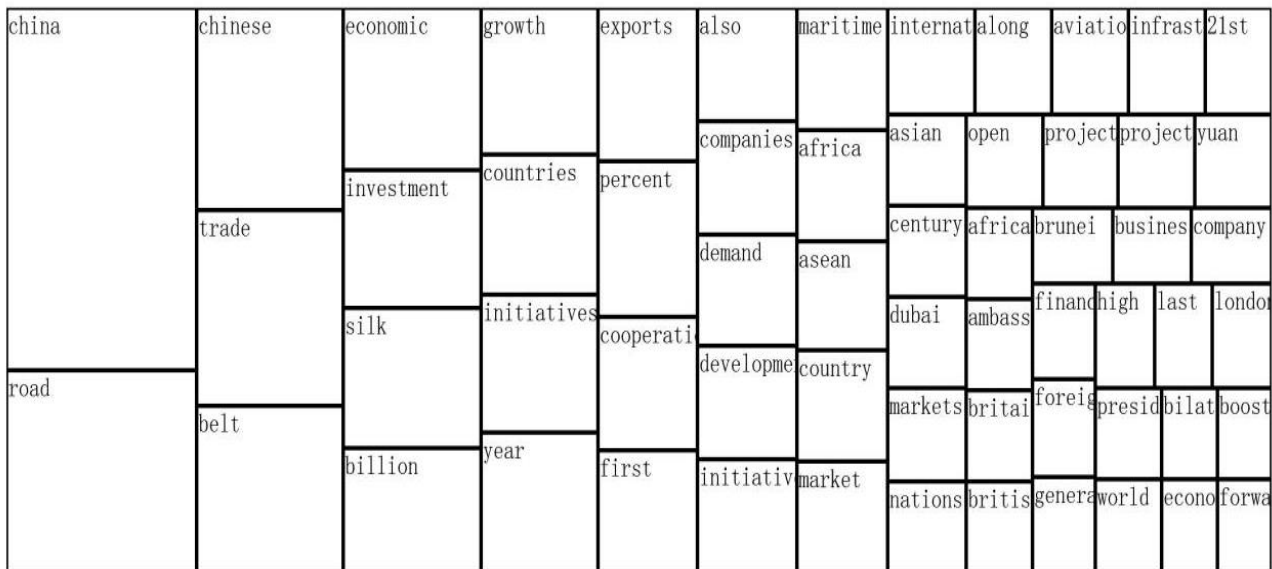 china
road
chinese
trade
belt
economic
investment
silk
billion
growth
countries
initiatives
year
exports
percent
cooperati
first
also
companies
demand
developme
initiativ
maritime
africa
asean
country
market
internat
along
aviatio
infrast
21st
asian
open
project
project
yuan
century
africa
brunei
busines
company
dubai
ambass
financ
high
last
london
markets
britai
foreig
presid
bilat
boost
nations
britis
genera
world
econo
forwa